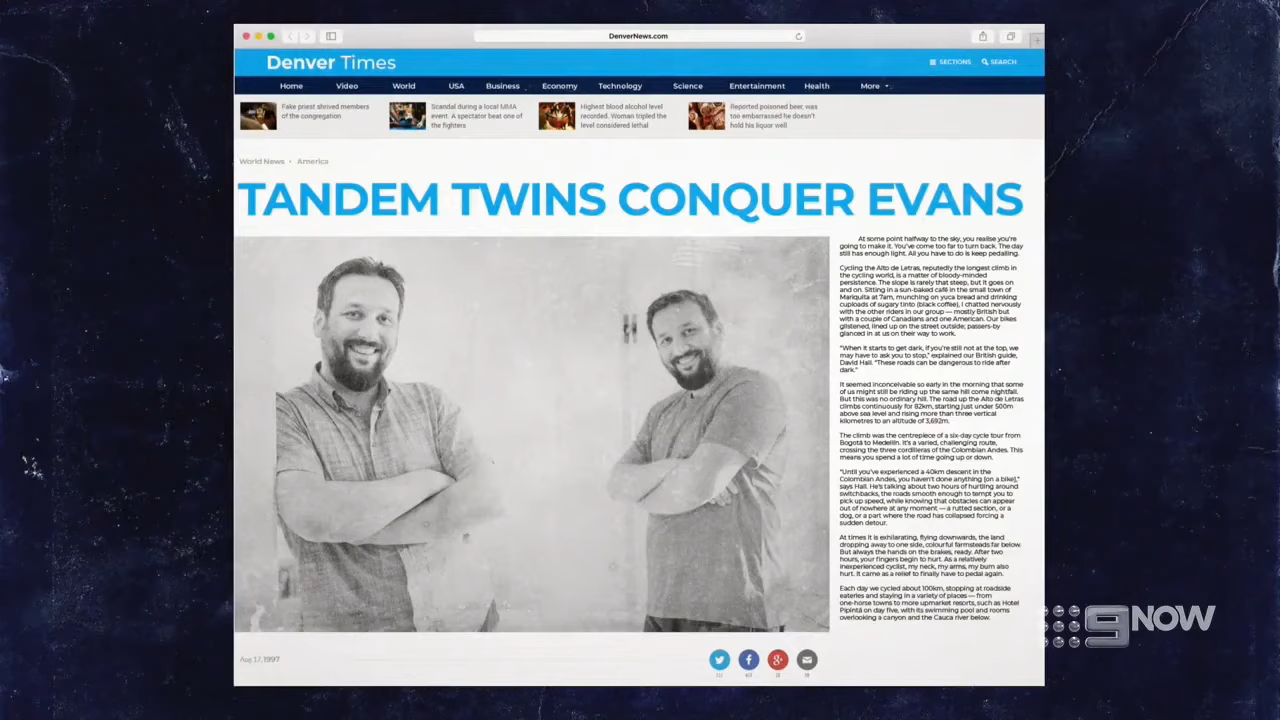 DenverNews.com
Denver Times
SECTIONS
SEARCH
Home
Video
World
USA
Business
Economy
Technology
Science
Entertainment
Health
More
Fake priest shrived members
of the congregation
Scandal during a local MMA
event. A spectator beat one of
the fighters
Highest blood alcohol level
recorded. Woman tripled the
level considered lethal
Reported poisoned beer, was
too embarrassed he doesn't
hold his liquor well
World News • America
TANDEM TWINS CONQUER EVANS
At some point halfway to the sky, you realise you're
going to make it. You've come too far to turn back. The day
still has enough light. All you have to do is keep pedalling.
Cycling the Alto de Letras, reputedly the longest climb in
the cycling world, is a matter of bloody-minded
persistence. The slope is rarely that steep, but it goes on
and on. Sitting in a sun-baked café in the small town of
Mariquita at 7am, munching on yuca bread and drinking
cuploads of sugary tinto (black coffee), I chatted nervously
with the other riders in our group — mostly British but
with a couple of Canadians and one American. Our bikes
glistened, lined up on the street outside; passers-by
glanced in at us on their way to work.
"When it starts to get dark, if you're still not at the top, we
may have to ask you to stop," explained our British guide,
David Hall. "These roads can be dangerous to ride after
dark."
It seemed inconceivable so early in the morning that some
of us might still be riding up the same hill come nightfall.
But this was no ordinary hill. The road up the Alto de Letras
climbs continuously for 82km, starting just under 500m
above sea level and rising more than three vertical
kilometres to an altitude of 3,692m.
The climb was the centrepiece of a six-day cycle tour from
Bogotá to Medellín. It's a varied, challenging route,
crossing the three cordilleras of the Colombian Andes. This
means you spend a lot of time going up or down.
"Until you've experienced a 40km descent in the
Colombian Andes, you haven't done anything [on a bike],"
says Hall. He's talking about two hours of hurtling around
switchbacks, the roads smooth enough to tempt you to
pick up speed, while knowing that obstacles can appear
out of nowhere at any moment — a rutted section, or a
dog, or a part where the road has collapsed forcing a
sudden detour.
At times it is exhilarating, flying downwards, the land
dropping away to one side, colourful farmsteads far below.
But always the hands on the brakes, ready. After two
hours, your fingers begin to hurt. As a relatively
inexperienced cyclist, my neck, my arms, my bum also
hurt. It came as a relief to finally have to pedal again.
Each day we cycled about 100km, stopping at roadside
eateries and staying in a variety of places — from
one-horse towns to more upmarket resorts, such as Hotel
Pipintá on day five, with its swimming pool and rooms
overlooking a canyon and the Cauca river below.
Aug 17, 1997
9NOW